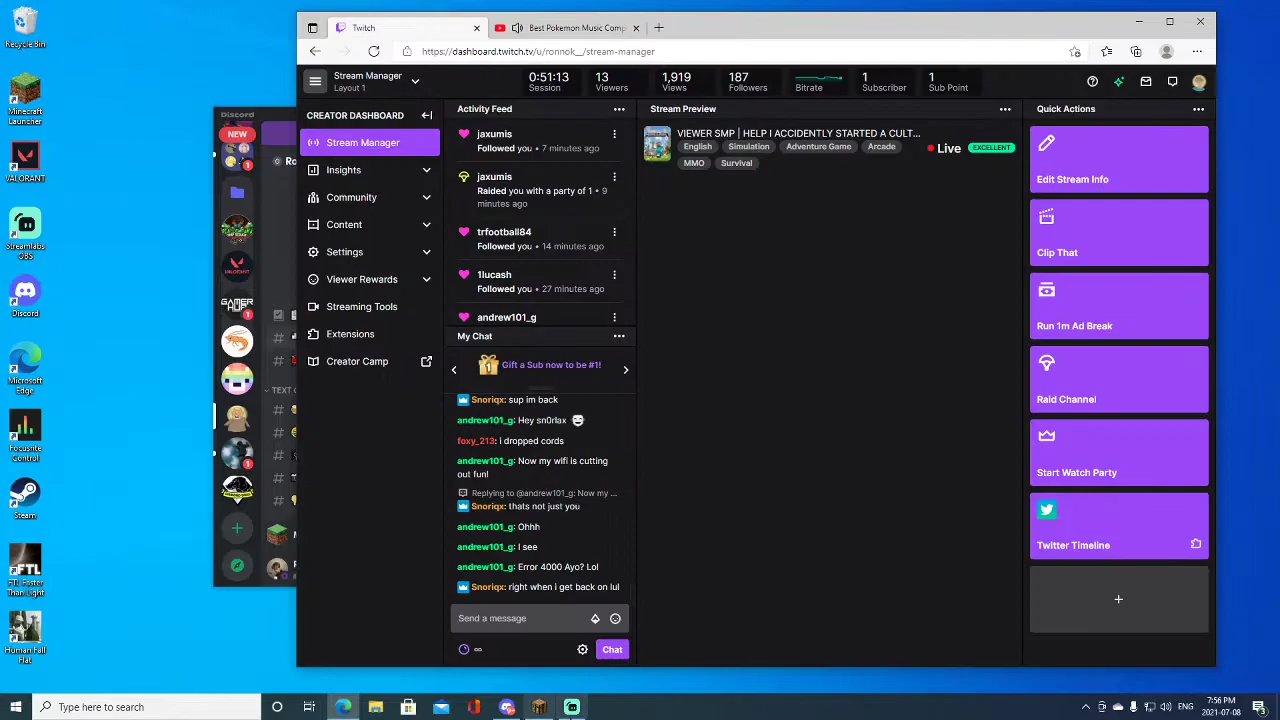 Recycle Bin
Minecraft
Launcher
VALORANT
Streamlabs
OBS
Discord
Microsoft
Edge
Focusrite
Control
Steam
FTL Faster
Than Light
Human Fall
Flat
Discord
NEW
1
VALORANT
GAMER
HUP
1
1
TEXT C
Twitch
Best Pokemon Music Comp
https://dashboard.twitch.tv/u/ronnok__/stream-manager
Stream Manager
Layout 1
0:51:13
Session
13
Viewers
1,919
Views
187
Followers
Bitrate
1
Subscriber
1
Sub Point
CREATOR DASHBOARD
Stream Manager
Insights
Community
Content
Settings
Viewer Rewards
Streaming Tools
Extensions
Creator Camp
Activity Feed
jaxumis
Followed you • 7 minutes ago
jaxumis
Raided you with a party of 1 • 9
minutes ago
trfootball84
Followed you • 14 minutes ago
1lucash
Followed you • 27 minutes ago
andrew101_g
My Chat
1
Gift a Sub now to be #1!
Snoriqx: sup im back
andrew101_g: Hey sn0rlax
foxy_213: i dropped cords
andrew101_g: Now my wifi is cutting
out fun!
Replying to @andrew101_g: Now my ...
Snoriqx: thats not just you
andrew101_g: Ohhh
andrew101_g: I see
andrew101_g: Error 4000 Ayo? Lol
Snoriqx: right when i get back on lul
Send a message
∞
Chat
Stream Preview
VIEWER SMP | HELP I ACCIDENTLY STARTED A CULT...
English
Simulation
Adventure Game
Arcade
MMO
Survival
Live
EXCELLENT
Quick Actions
Edit Stream Info
Clip That
Run 1m Ad Break
Raid Channel
Start Watch Party
Twitter Timeline
Type here to search
ENG
7:56 PM
2021-07-08
3